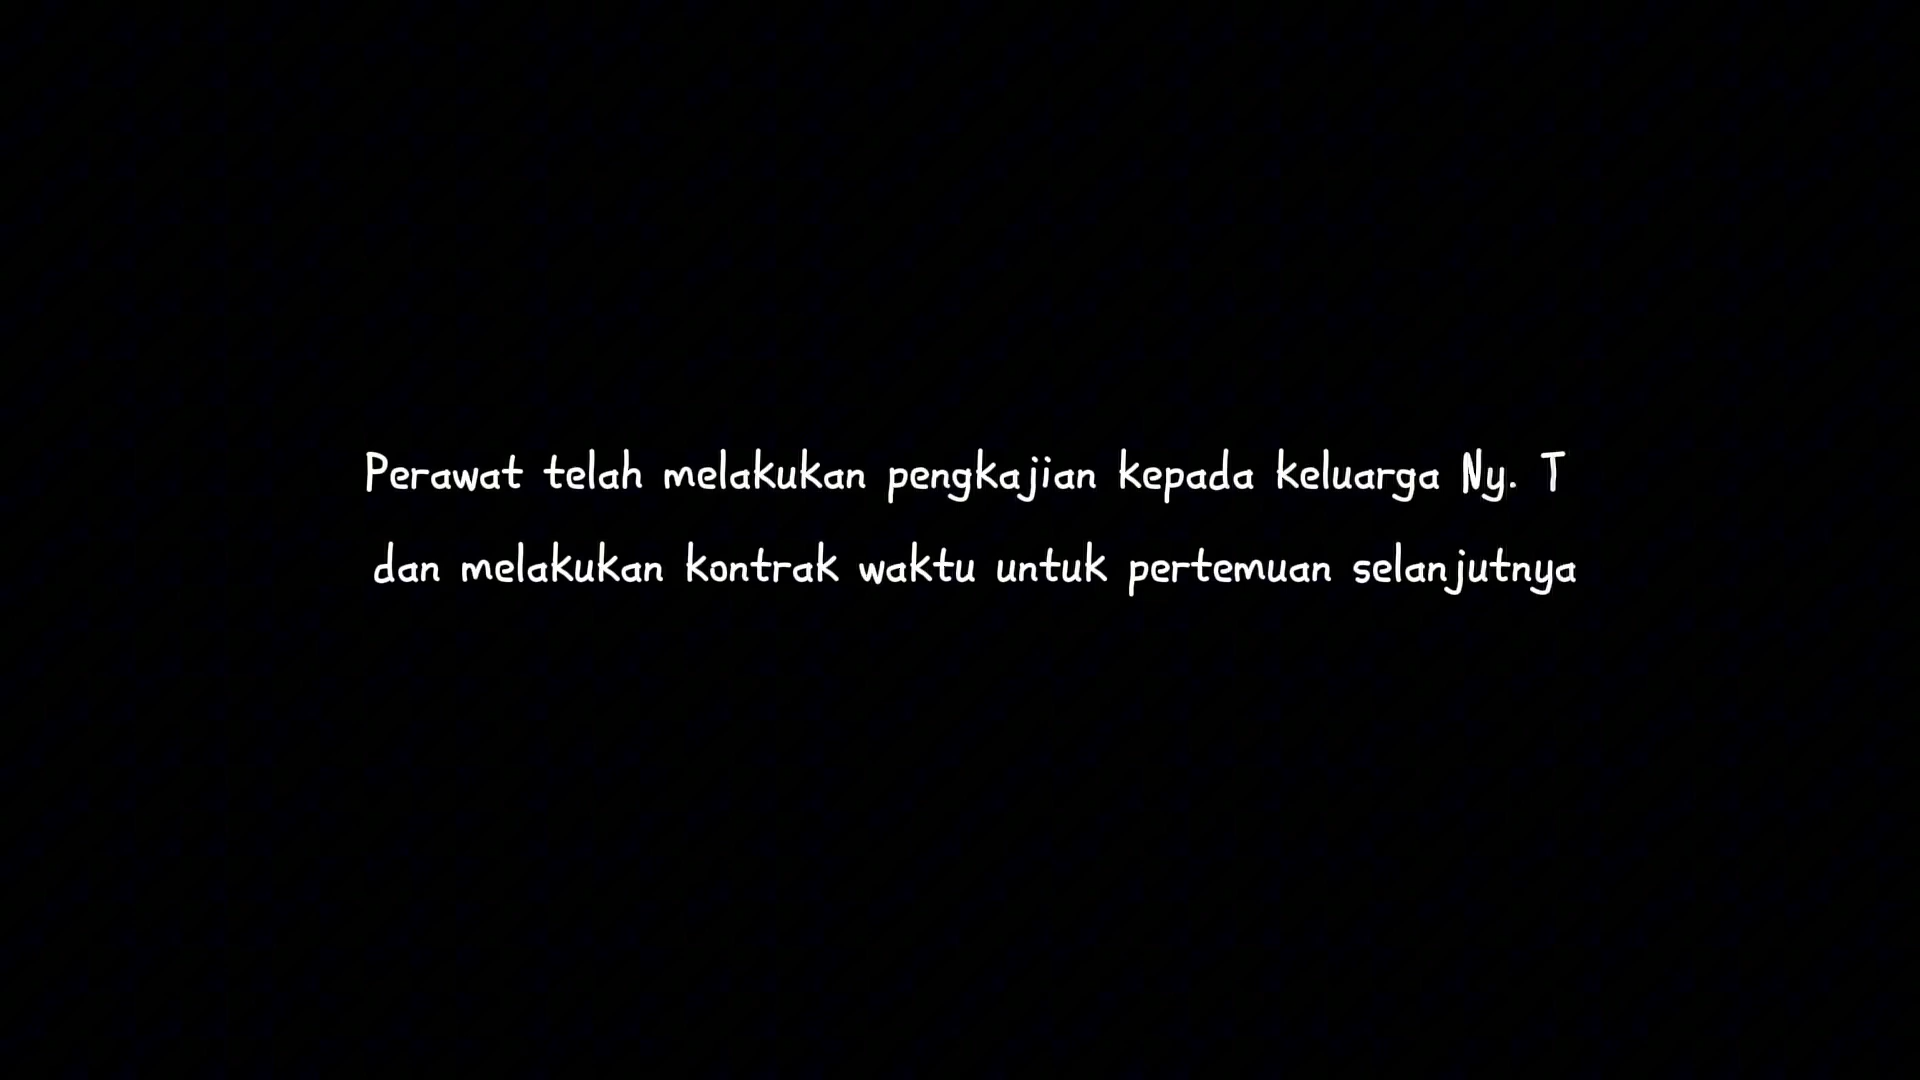 Perawat telah melakukan pengkajian kepada keluarga Ny. T
dan melakukan kontrak waktu untuk pertemuan selanjutnya